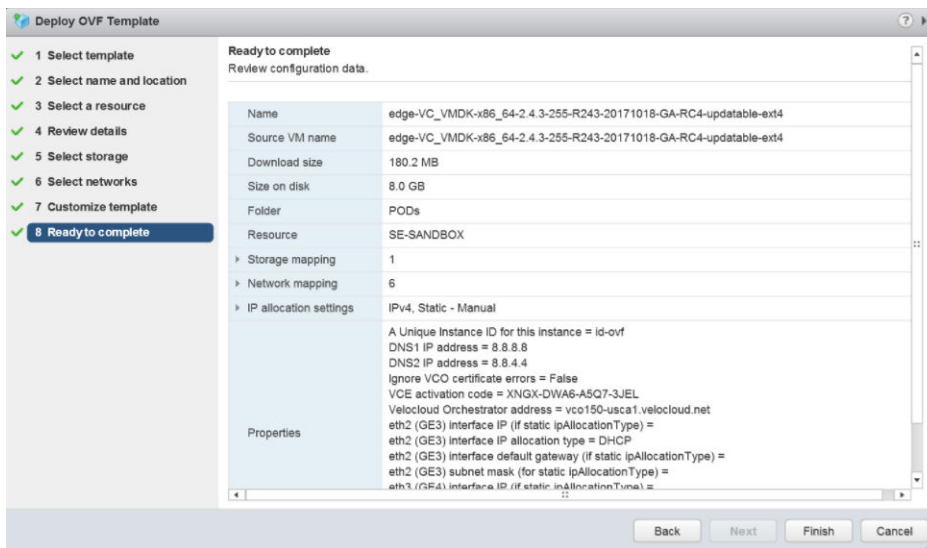 Deploy OVF Template
1 Select template
2 Select name and location
3 Select a resource
4 Review details
5 Select storage
6 Select networks
7 Customize template
8 Ready to complete
Ready to complete
Review configuration data.
Name edge-VC_VMDK-x86_64-2.4.3-255-R243-20171018-GA-RC4-updatable-ext4
Source VM name edge-VC_VMDK-x86_64-2.4.3-255-R243-20171018-GA-RC4-updatable-ext4
Download size 180.2 MB
Size on disk 8.0 GB
Folder PODs
Resource SE-SANDBOX
Storage mapping 1
Network mapping 6
IP allocation settings IPv4, Static - Manual
Properties
A Unique Instance ID for this instance = id-ovf
DNS1 IP address = 8.8.8.8
DNS2 IP address = 8.8.4.4
Ignore VCO certificate errors = False
VCE activation code = XNGX-DWA6-A5Q7-3JEL
Velocloud Orchestrator address = vco150-usca1.velocloud.net
eth2 (GE3) interface IP (if static ipAllocationType) =
eth2 (GE3) interface IP allocation type = DHCP
eth2 (GE3) interface default gateway (if static ipAllocationType) =
eth2 (GE3) subnet mask (for static ipAllocationType) =
eth3 (GE4) interface IP (if static ipAllocationType) =
Back Next Finish Cancel